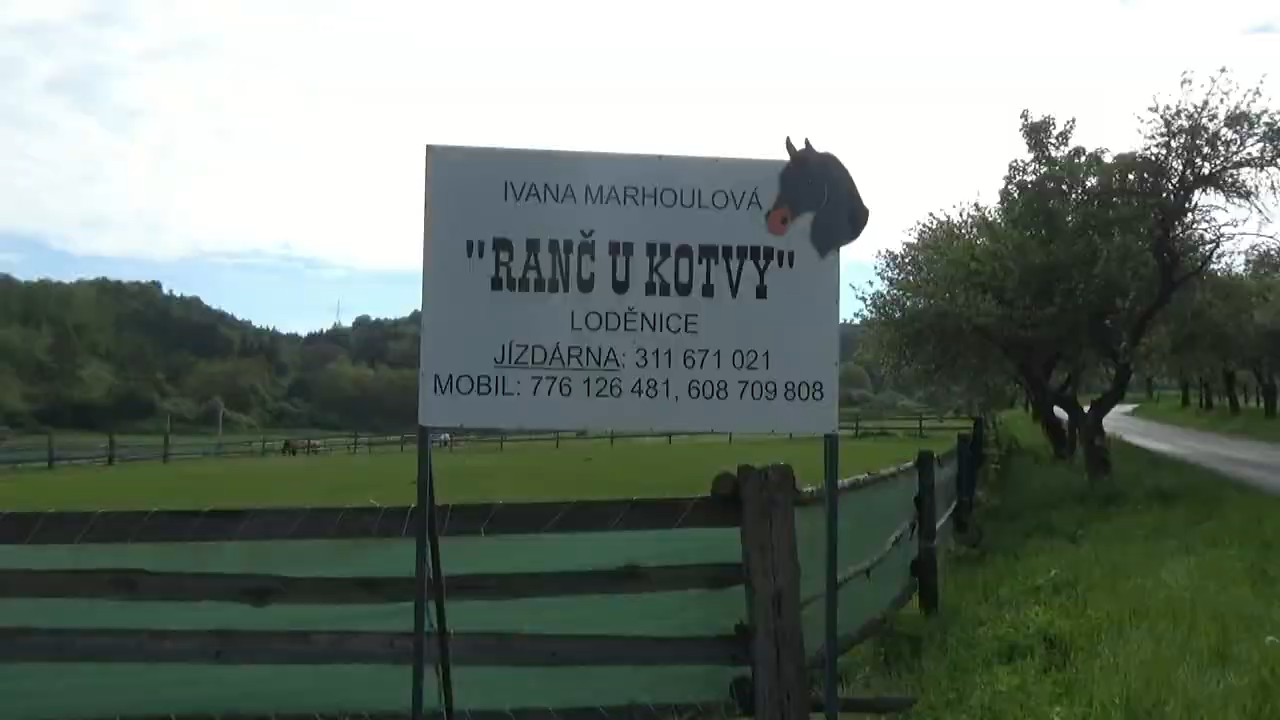 IVANA MARHOULOVÁ
"RANČ U KOTVY"
LODĚNICE
JÍZDÁRNA: 311 671 021
MOBIL: 776 126 481, 608 709 808